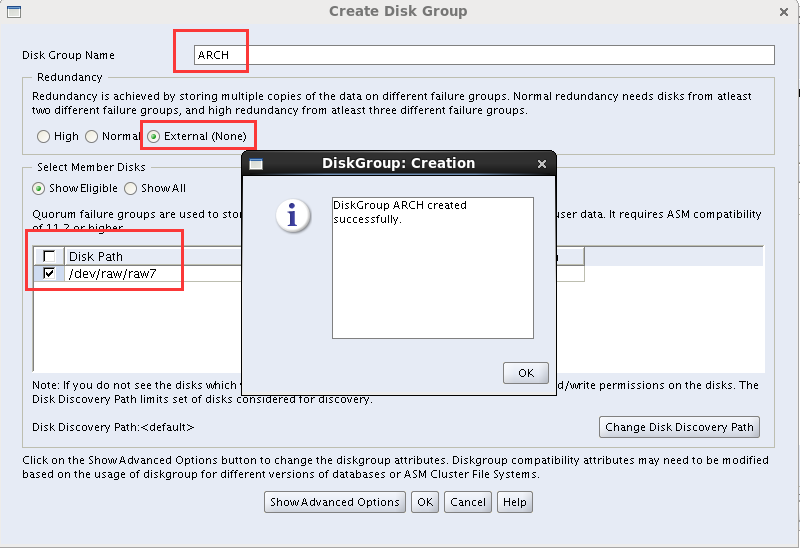 Create Disk Group
Disk Group Name ARCH
Redundancy
Redundancy is achieved by storing multiple copies of the data on different failure groups. Normal redundancy needs disks from atleast
two different failure groups, and high redundancy from atleast three different failure groups.
High Normal External (None)
DiskGroup: Creation
DiskGroup ARCH created
successfully.
OK
Select Member Disks
Show Eligible Show All
Quorum failure groups are used to user data. It requires ASM compatibility
of 11.2 or higher
Disk Path
/dev/raw/raw7
Note: If you do not see the disks which d/write permissions on the disks. The
Disk Discovery Path limits set of disks considered for discovery.
Disk Discovery Path:<default> Change Disk Discovery Path
Click on the Show Advanced Options button to change the diskgroup attributes. Diskgroup compatibility attributes may need to be modified
based on the usage of diskgroup for different versions of databases or ASM Cluster File Systems.
Show Advanced Options OK Cancel Help